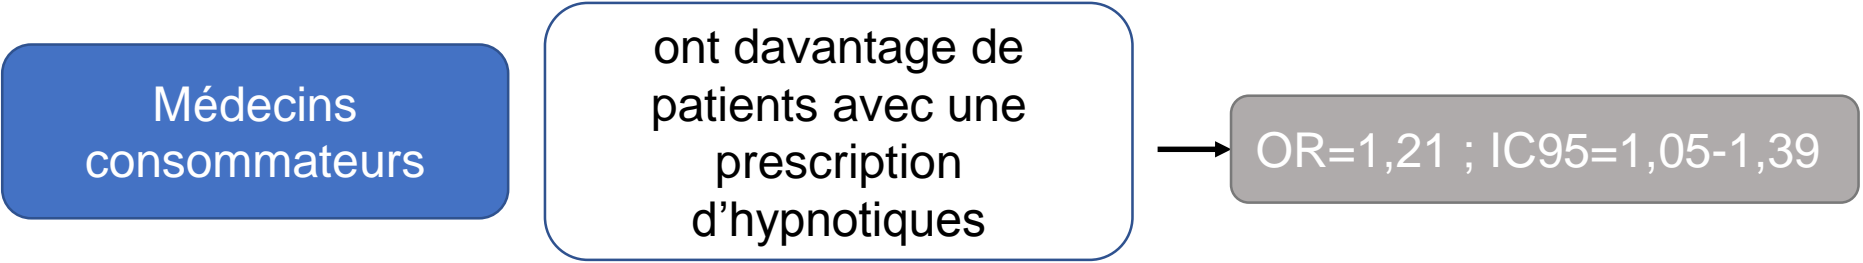 Médecins
consommateurs
ont davantage de
patients avec une
prescription
d’hypnotiques
OR=1,21 ; IC95=1,05-1,39